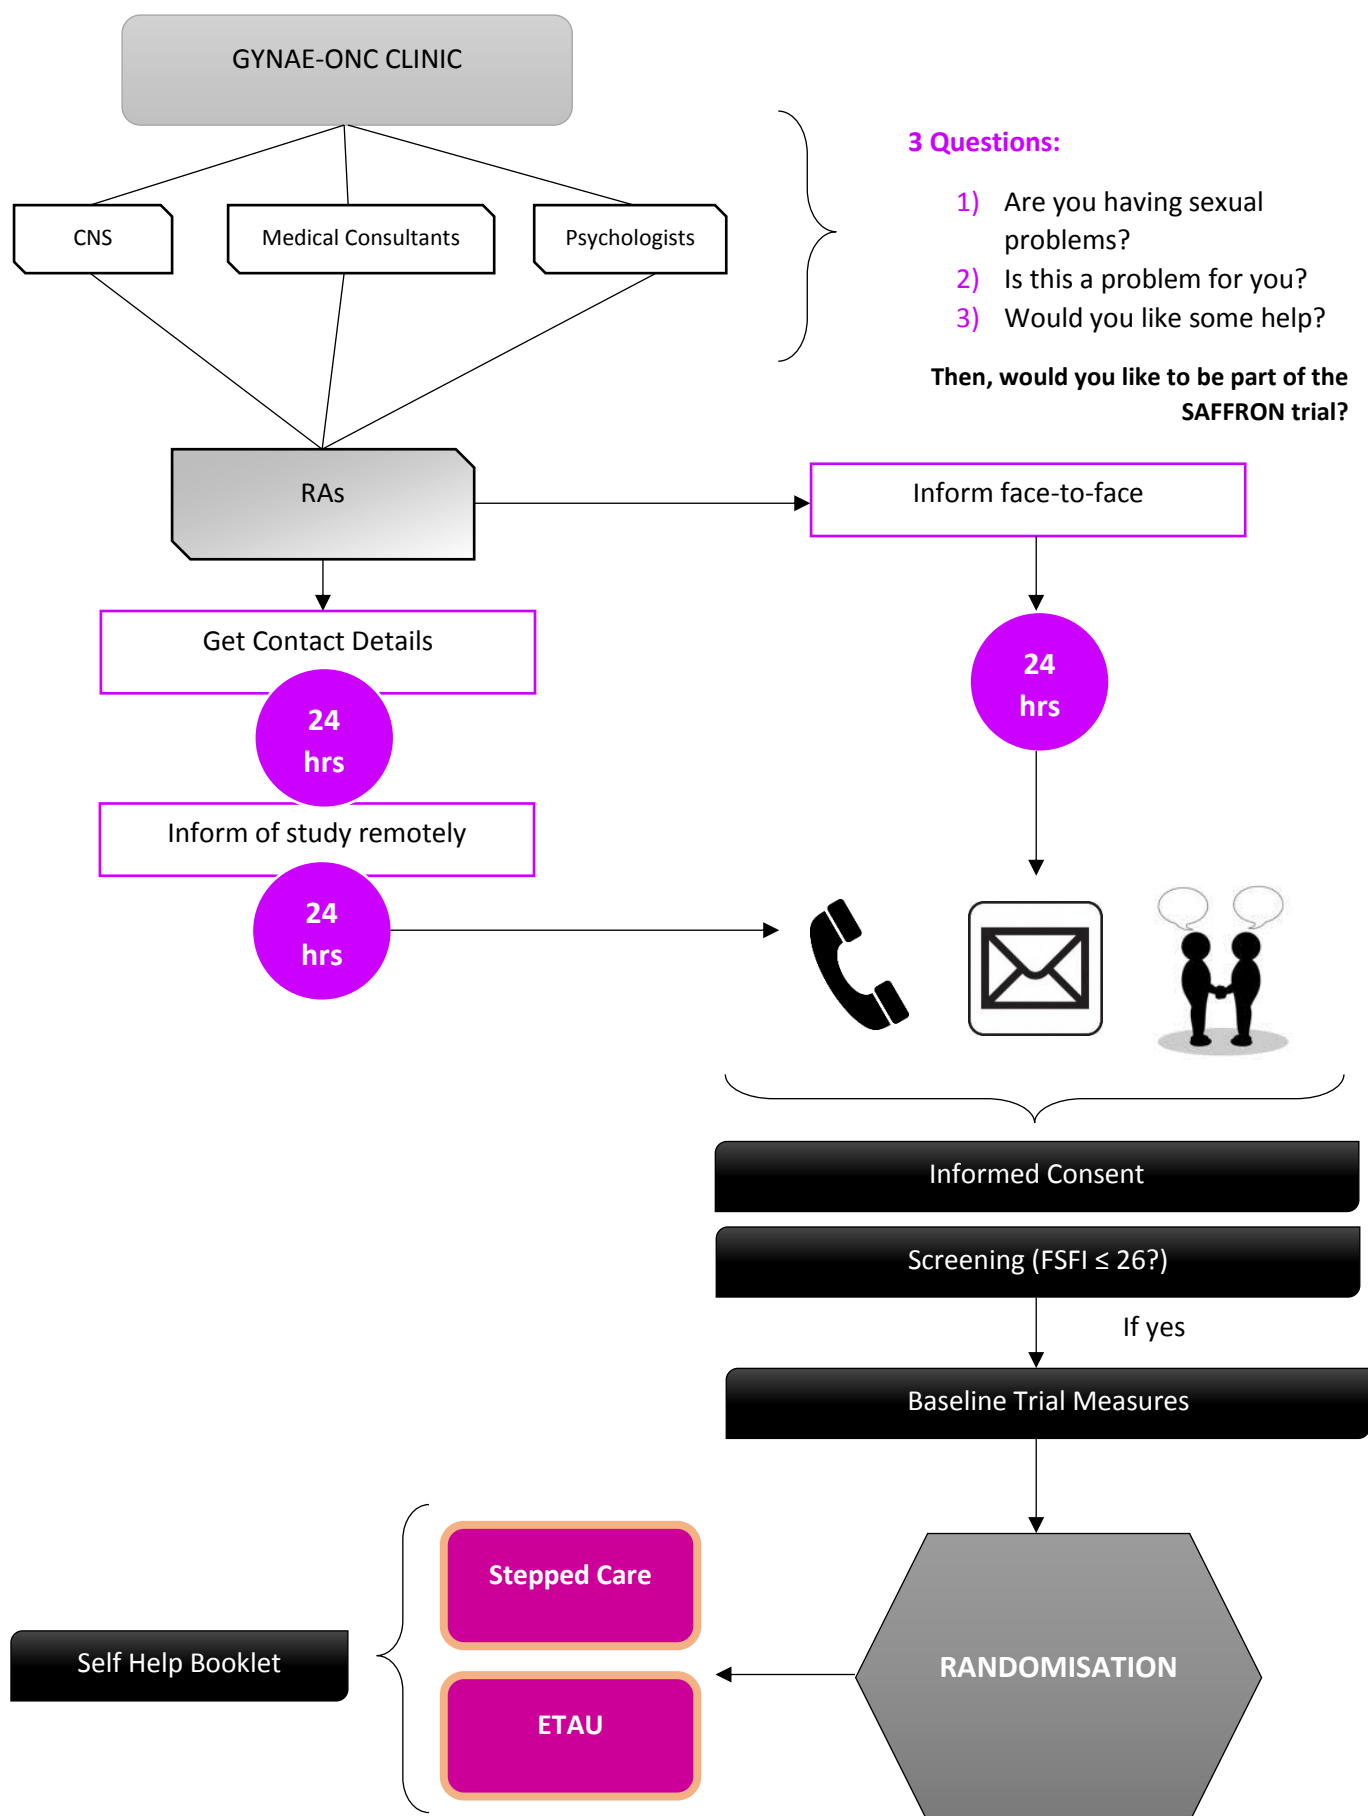 GYNAE-ONC CLINIC
3 Questions:
1) Are you having sexual
problems?
2) Is this a problem for you?
3) Would you like some help?
Then, would you like to be part of the
SAFFRON trial?
CNS
Medical Consultants
Psychologists
RAs
Inform face-to-face
Get Contact Details
24
hrs
24
hrs
Inform of study remotely
24
hrs
Informed Consent
Screening (FSFI ≤ 26?)
If yes
Baseline Trial Measures
Stepped Care
Self Help Booklet
RANDOMISATION
ETAU